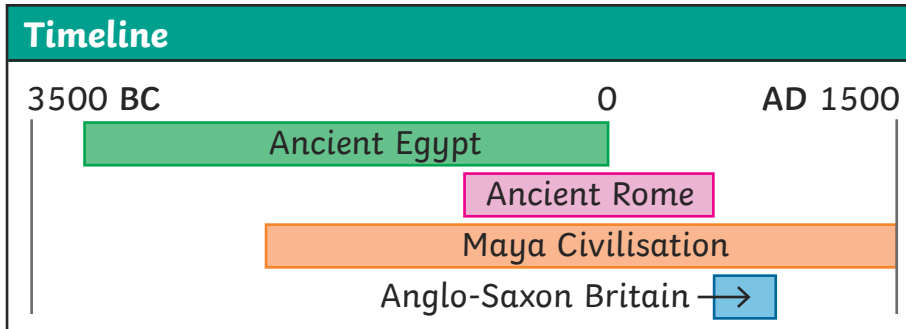 Timeline
3500 BC 0 AD 1500
Ancient Egypt
Ancient Rome
Maya Civilisation
Anglo-Saxon Britain